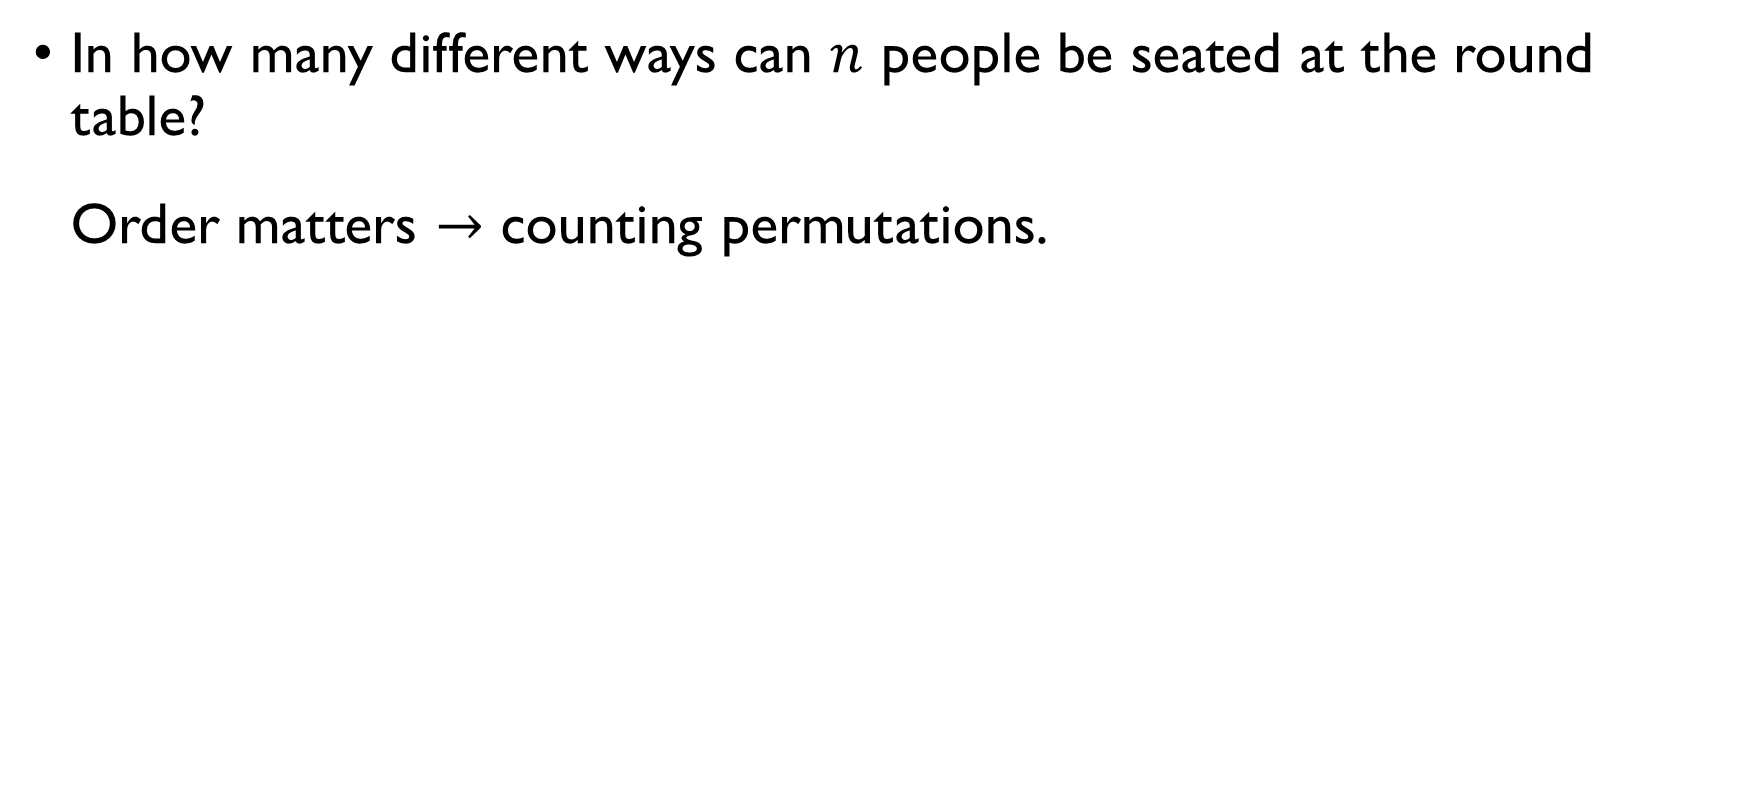 • In how many different ways can 𝑛 people be seated at the round
table?
Order matters → counting permutations.